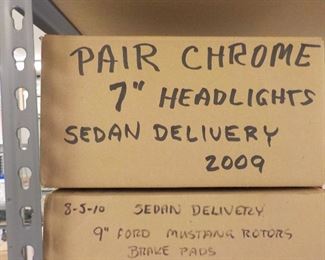 PAIR CHROME
7" HEADLIGHTS
SEDAN DELIVERY
2009
8-5-10 SEDAN DELIVERY
9" FORD MUSTANG ROTORS
BRAKE PADS